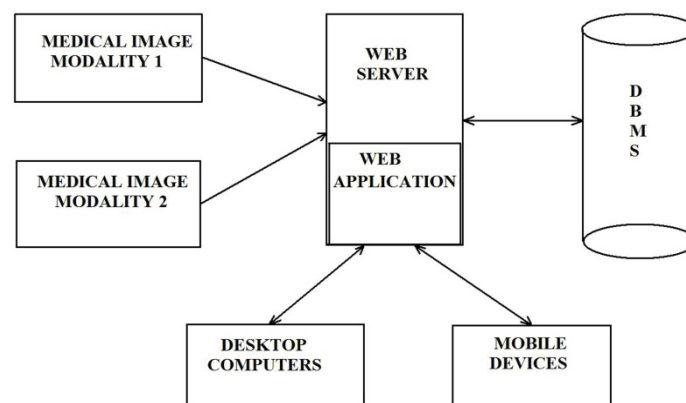 MEDICAL IMAGE
MODALITY 1
WEB
SERVER
D
B
M
S
MEDICAL IMAGE
MODALITY 2
WEB
APPLICATION
DESKTOP
COMPUTERS
MOBILE
DEVICES